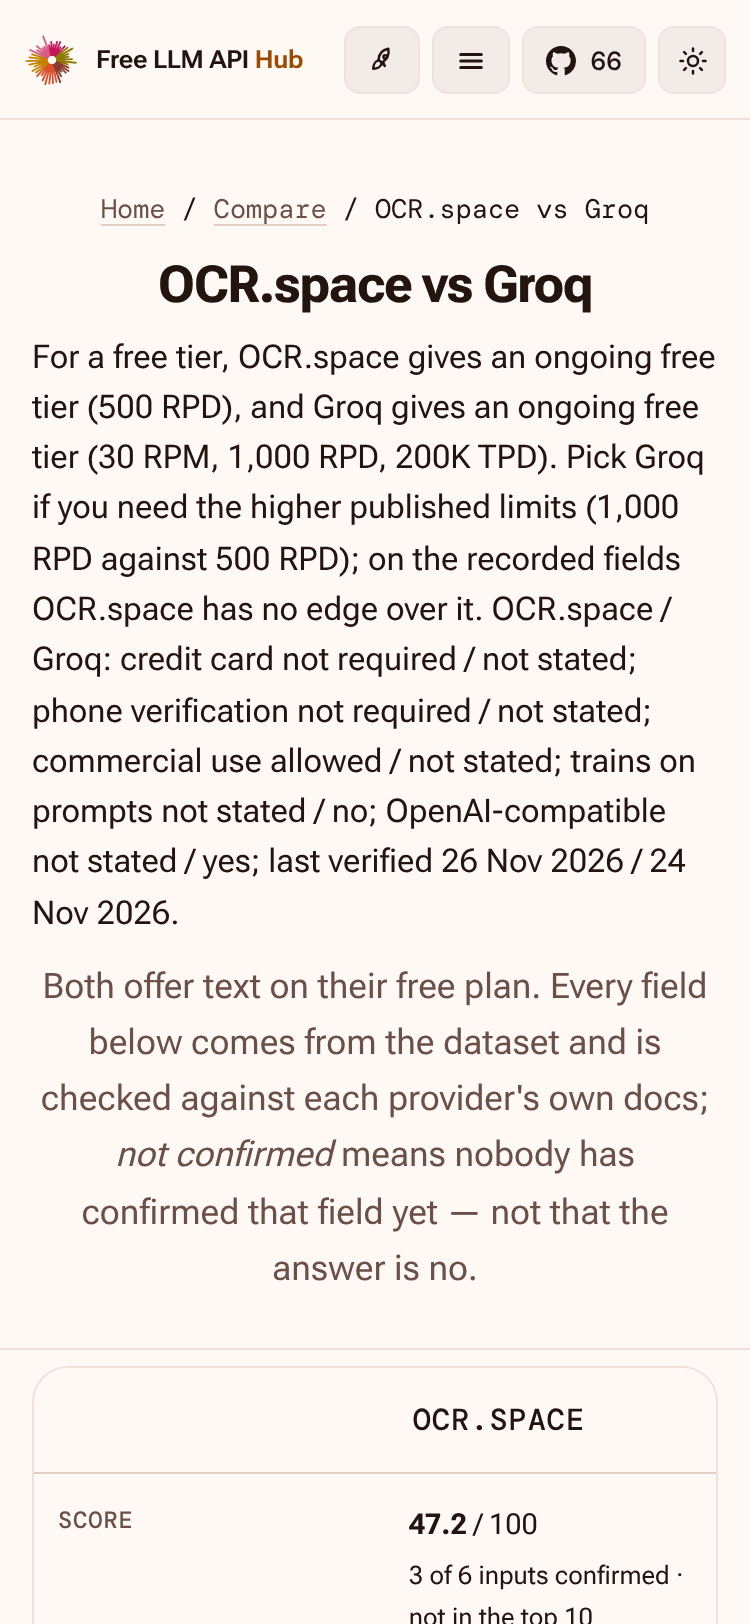 Free LLM API Hub
66
Home / Compare / OCR.space vs Groq
OCR.space vs Groq
For a free tier, OCR.space gives an ongoing free
tier (500 RPD), and Groq gives an ongoing free
tier (30 RPM, 1,000 RPD, 200K TPD). Pick Groq
if you need the higher published limits (1,000
RPD against 500 RPD); on the recorded fields
OCR.space has no edge over it. OCR.space /
Groq: credit card not required / not stated;
phone verification not required / not stated;
commercial use allowed / not stated; trains on
prompts not stated / no; OpenAI-compatible
not stated / yes; last verified 26 Nov 2026 / 24
Nov 2026.
Both offer text on their free plan. Every field
below comes from the dataset and is
checked against each provider's own docs;
not confirmed means nobody has
confirmed that field yet — not that the
answer is no.
OCR.SPACE
SCORE
47.2 / 100
3 of 6 inputs confirmed ·
not in the top 10